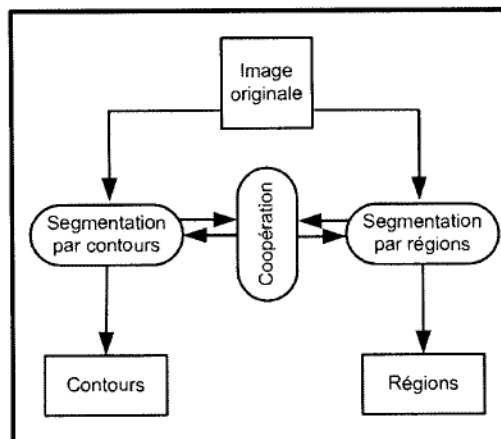 Image
originale
Segmentation
par contours
Coopération
Segmentation
par régions
Contours
Régions